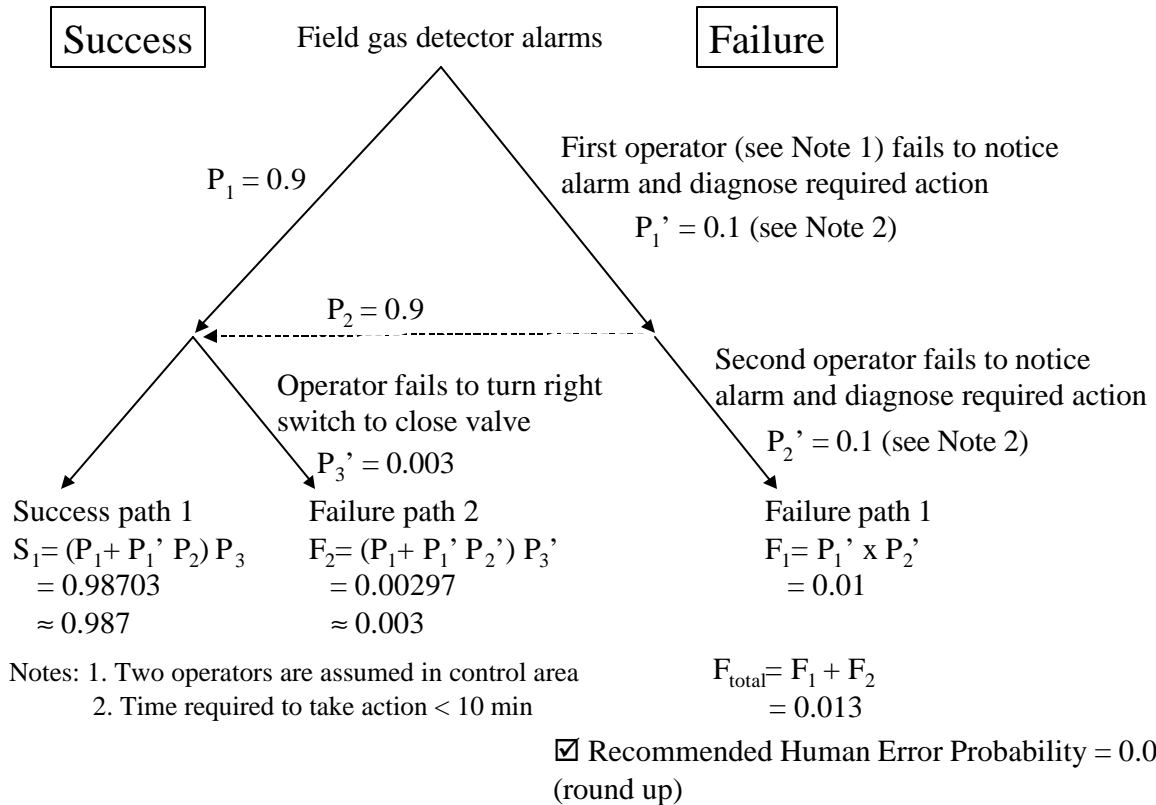 Success
Field gas detector alarms
Failure
First operator (see Note 1) fails to notice
alarm and diagnose required action
P₁ = 0.9
P₁’ = 0.1 (see Note 2)
P₂ = 0.9
Second operator fails to notice
alarm and diagnose required action
P₂’ = 0.1 (see Note 2)
Operator fails to turn right
switch to close valve
P₃’ = 0.003
Success path 1
S₁= (P₁+ P₁’ P₂) P₃
= 0.98703
≈ 0.987
Failure path 2
F₂= (P₁+ P₁’ P₂’) P₃’
= 0.00297
≈ 0.003
Failure path 1
F₁= P₁’ x P₂’
= 0.01
Notes: 1. Two operators are assumed in control area
2. Time required to take action < 10 min
F_total= F₁ + F₂
= 0.013
☑ Recommended Human Error Probability = 0.0
(round up)